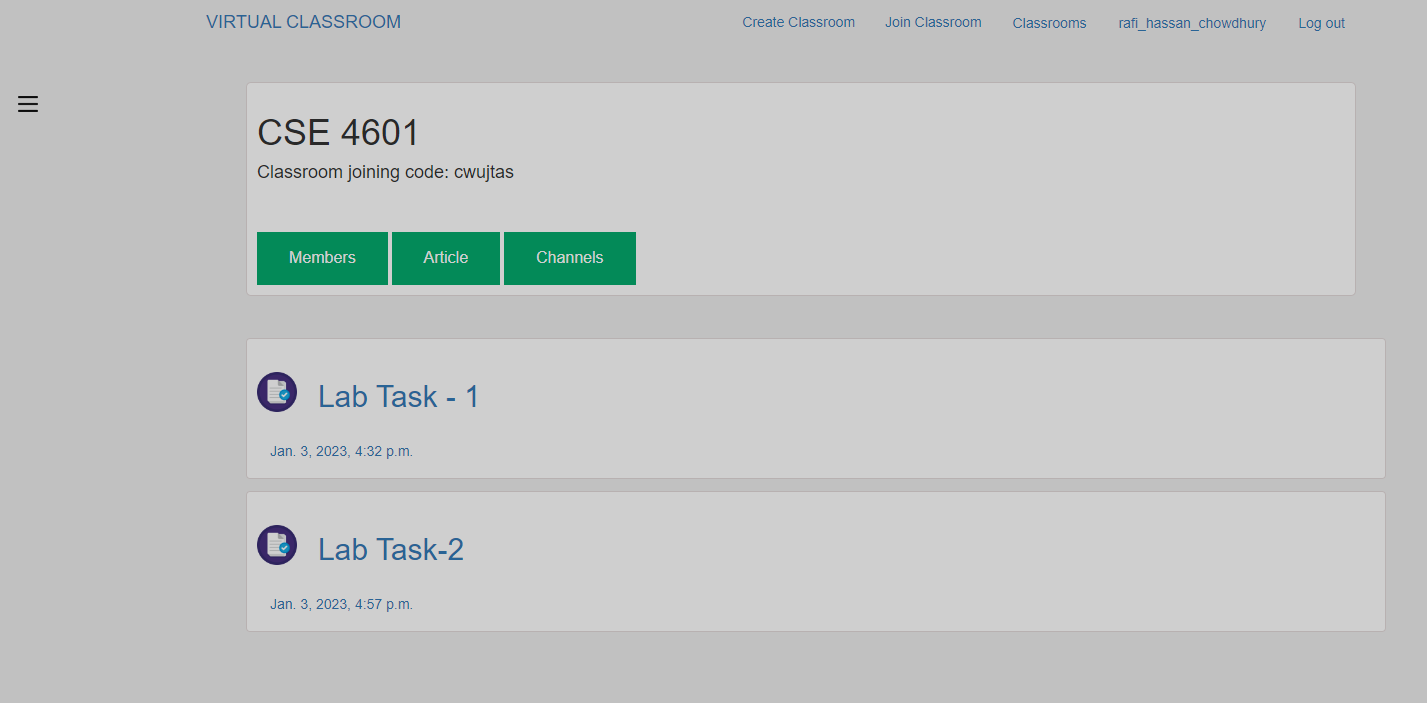 VIRTUAL CLASSROOM Create Classroom Join Classroom Classrooms rafi_hassan_chowdhury Log out
CSE 4601
Classroom joining code: cwujtas
Members Article Channels
Lab Task - 1
Jan. 3, 2023, 4:32 p.m.
Lab Task-2
Jan. 3, 2023, 4:57 p.m.